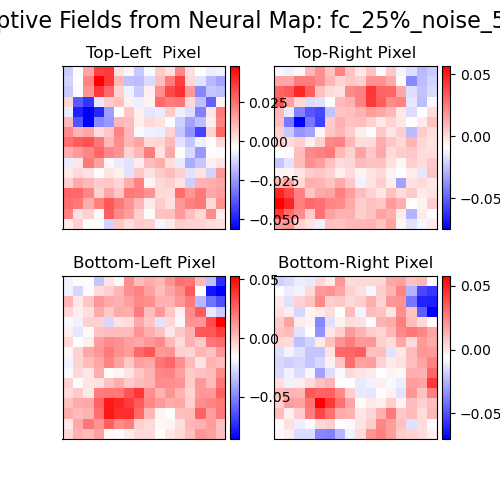 ptive Fields from Neural Map: fc_25%_noise_5
Top-Left Pixel
Top-Right Pixel
0.025
0.000
−0.025
−0.050
0.05
0.00
−0.05
Bottom-Left Pixel
Bottom-Right Pixel
0.05
0.00
−0.05
0.05
0.00
−0.05